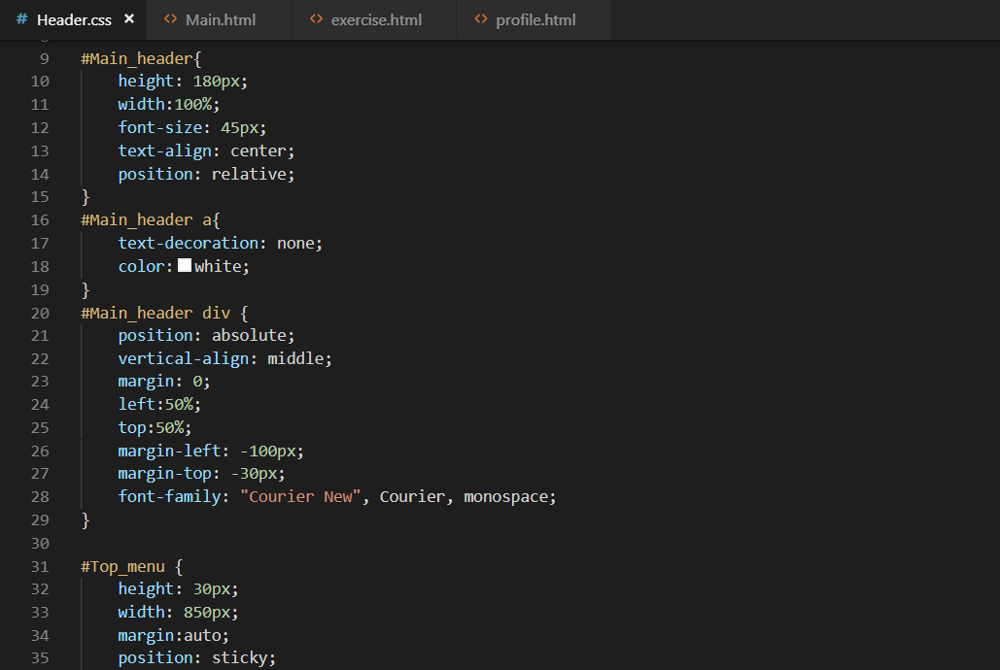 # Header.css × <> Main.html <> exercise.html <> profile.html
9 #Main_header{
10 height: 180px;
11 width:100%;
12 font-size: 45px;
13 text-align: center;
14 position: relative;
15 }
16 #Main_header a{
17 text-decoration: none;
18 color:white;
19 }
20 #Main_header div {
21 position: absolute;
22 vertical-align: middle;
23 margin: 0;
24 left:50%;
25 top:50%;
26 margin-left: -100px;
27 margin-top: -30px;
28 font-family: "Courier New", Courier, monospace;
29 }
30
31 #Top_menu {
32 height: 30px;
33 width: 850px;
34 margin:auto;
35 position: sticky;